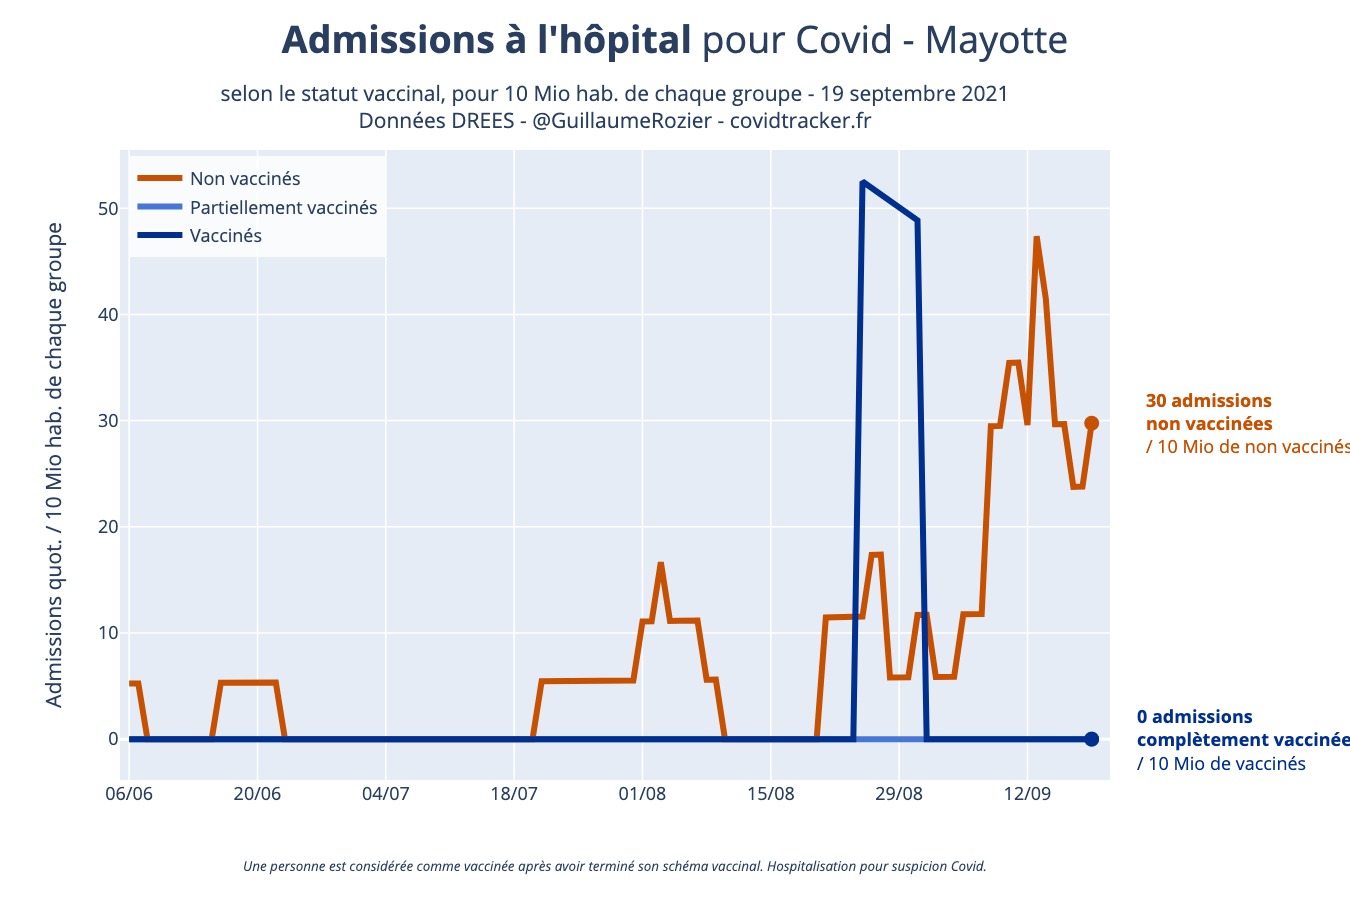 Admissions à l'hôpital pour Covid - Mayotte
selon le statut vaccinal, pour 10 Mio hab. de chaque groupe - 19 septembre 2021
Données DREES - @GuillaumeRozier - covidtracker.fr
Non vaccinés
Partiellement vaccinés
Vaccinés
Admissions quot. / 10 Mio hab. de chaque groupe
50
40
30
20
10
0
06/06
20/06
04/07
18/07
01/08
15/08
29/08
12/09
30 admissions
non vaccinées
/ 10 Mio de non vaccinés
0 admissions
complètement vaccinée
/ 10 Mio de vaccinés
Une personne est considérée comme vaccinée après avoir terminé son schéma vaccinal. Hospitalisation pour suspicion Covid.